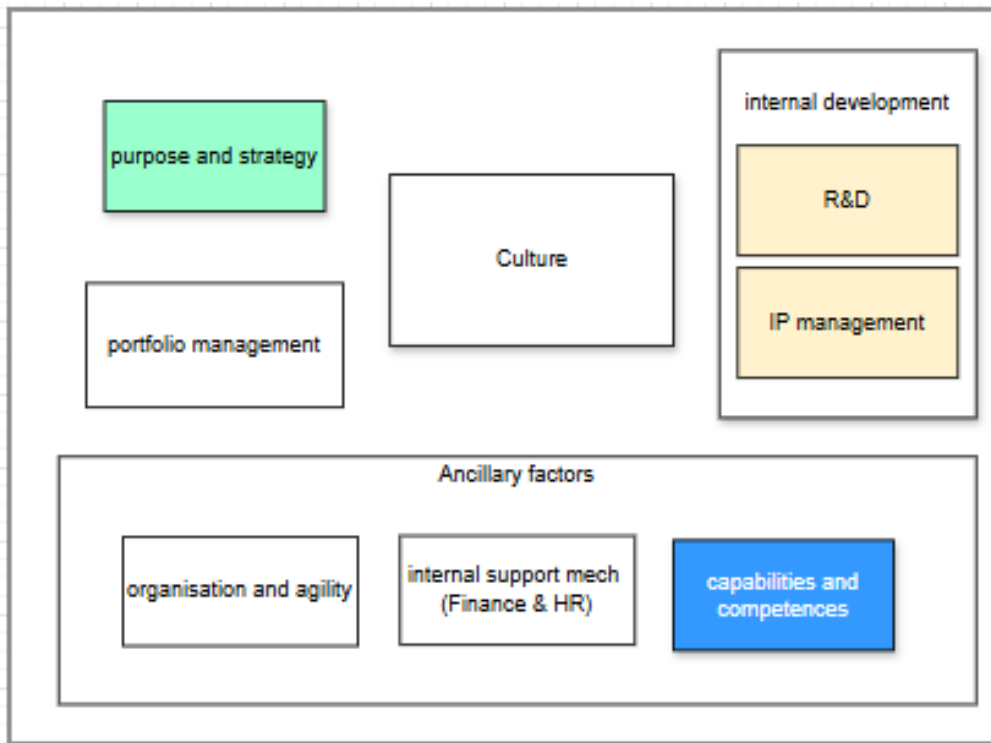 purpose and strategy
portfolio management
Culture
internal development
R&D
IP management
Ancillary factors
organisation and agility
internal support mech
(Finance & HR)
capabilities and
competences